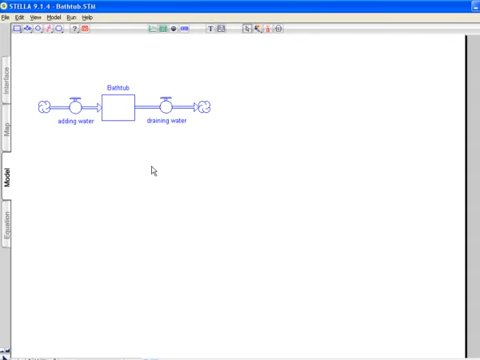 STELLA 9.1.4 - Bathtub.STM
File Edit View Model Run Help
Interface
Map
Model
Equation
Bathtub
adding water
draining water